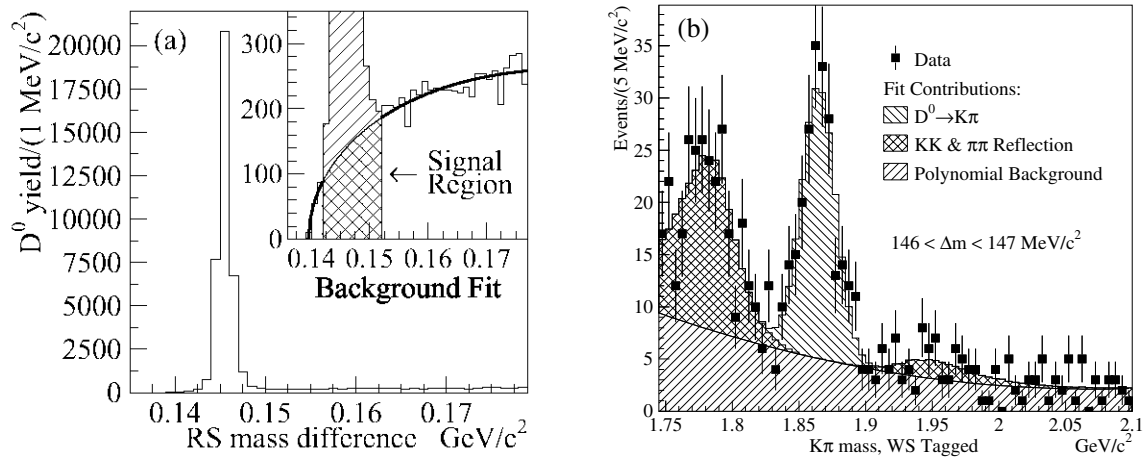 (a)
D⁰ yield/(1 MeV/c²)
20000
17500
15000
12500
10000
7500
5000
2500
0
0.14 0.15 0.16 0.17
RS mass difference GeV/c²
300
200
100
0
0.14 0.15 0.16 0.17
Background Fit
← Signal
Region
(b)
Events/(5 MeV/c²)
35
30
25
20
15
10
5
0
1.75 1.8 1.85 1.9 1.95 2 2.05 2.1
Kπ mass, WS Tagged GeV/c²
Data
Fit Contributions:
D⁰→Kπ
KK & ππ Reflection
Polynomial Background
146 < Δm < 147 MeV/c²